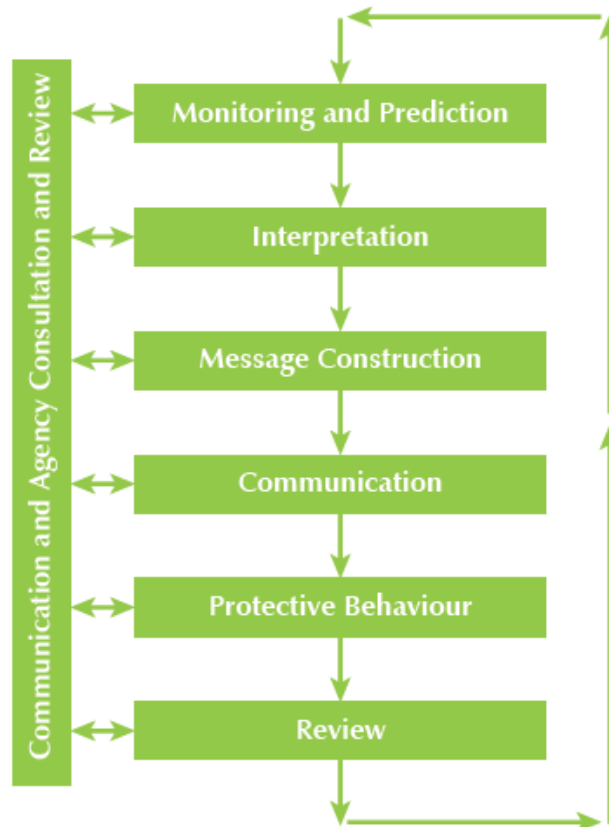 Communication and Agency Consultation and Review
Monitoring and Prediction
Interpretation
Message Construction
Communication
Protective Behaviour
Review